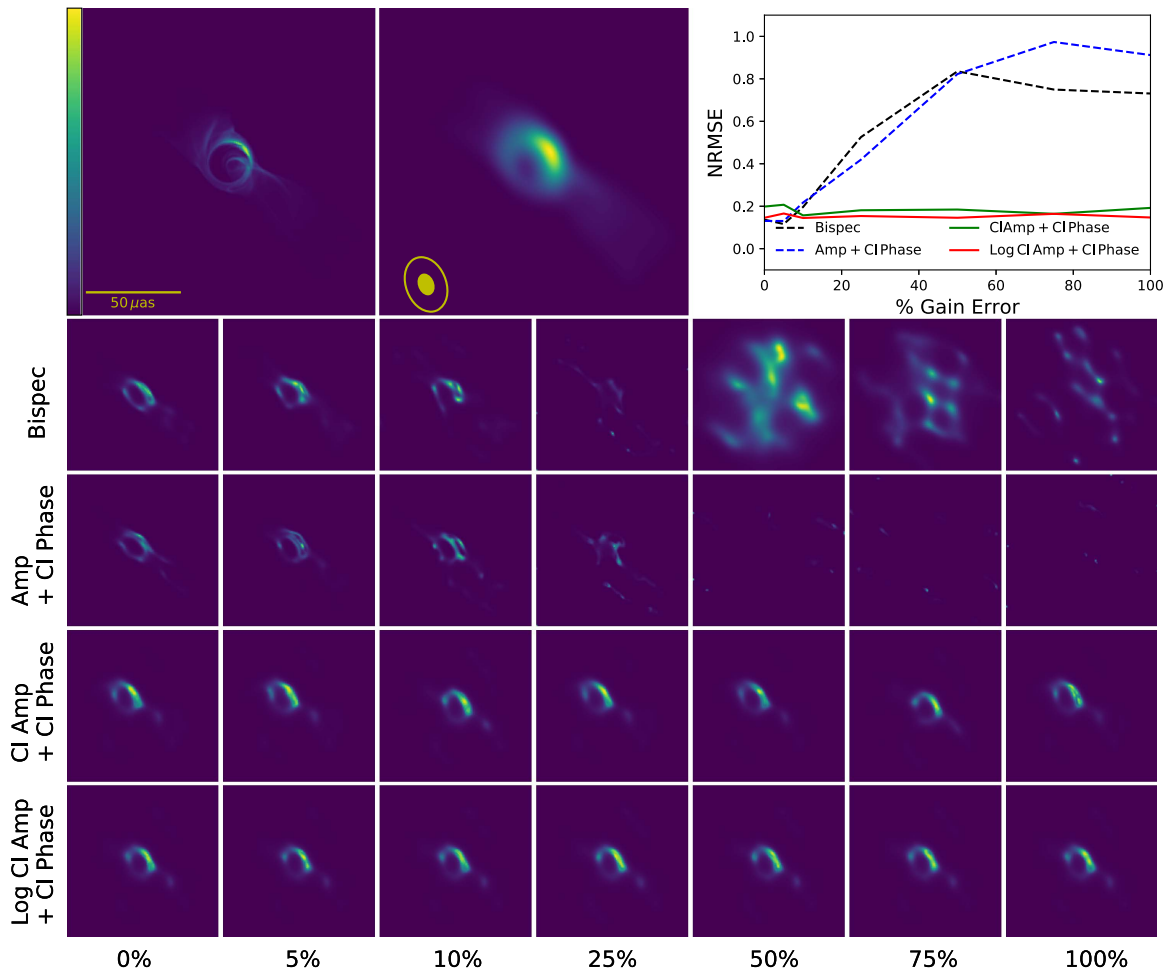 50 μas
1.0
0.8
0.6
0.4
0.2
0.0
NRMSE
Bispec
Amp + Cl Phase
Cl Amp + Cl Phase
Log Cl Amp + Cl Phase
0 20 40 60 80 100
% Gain Error
Bispec
Amp
+ Cl Phase
Cl Amp
+ Cl Phase
Log Cl Amp
+ Cl Phase
0% 5% 10% 25% 50% 75% 100%